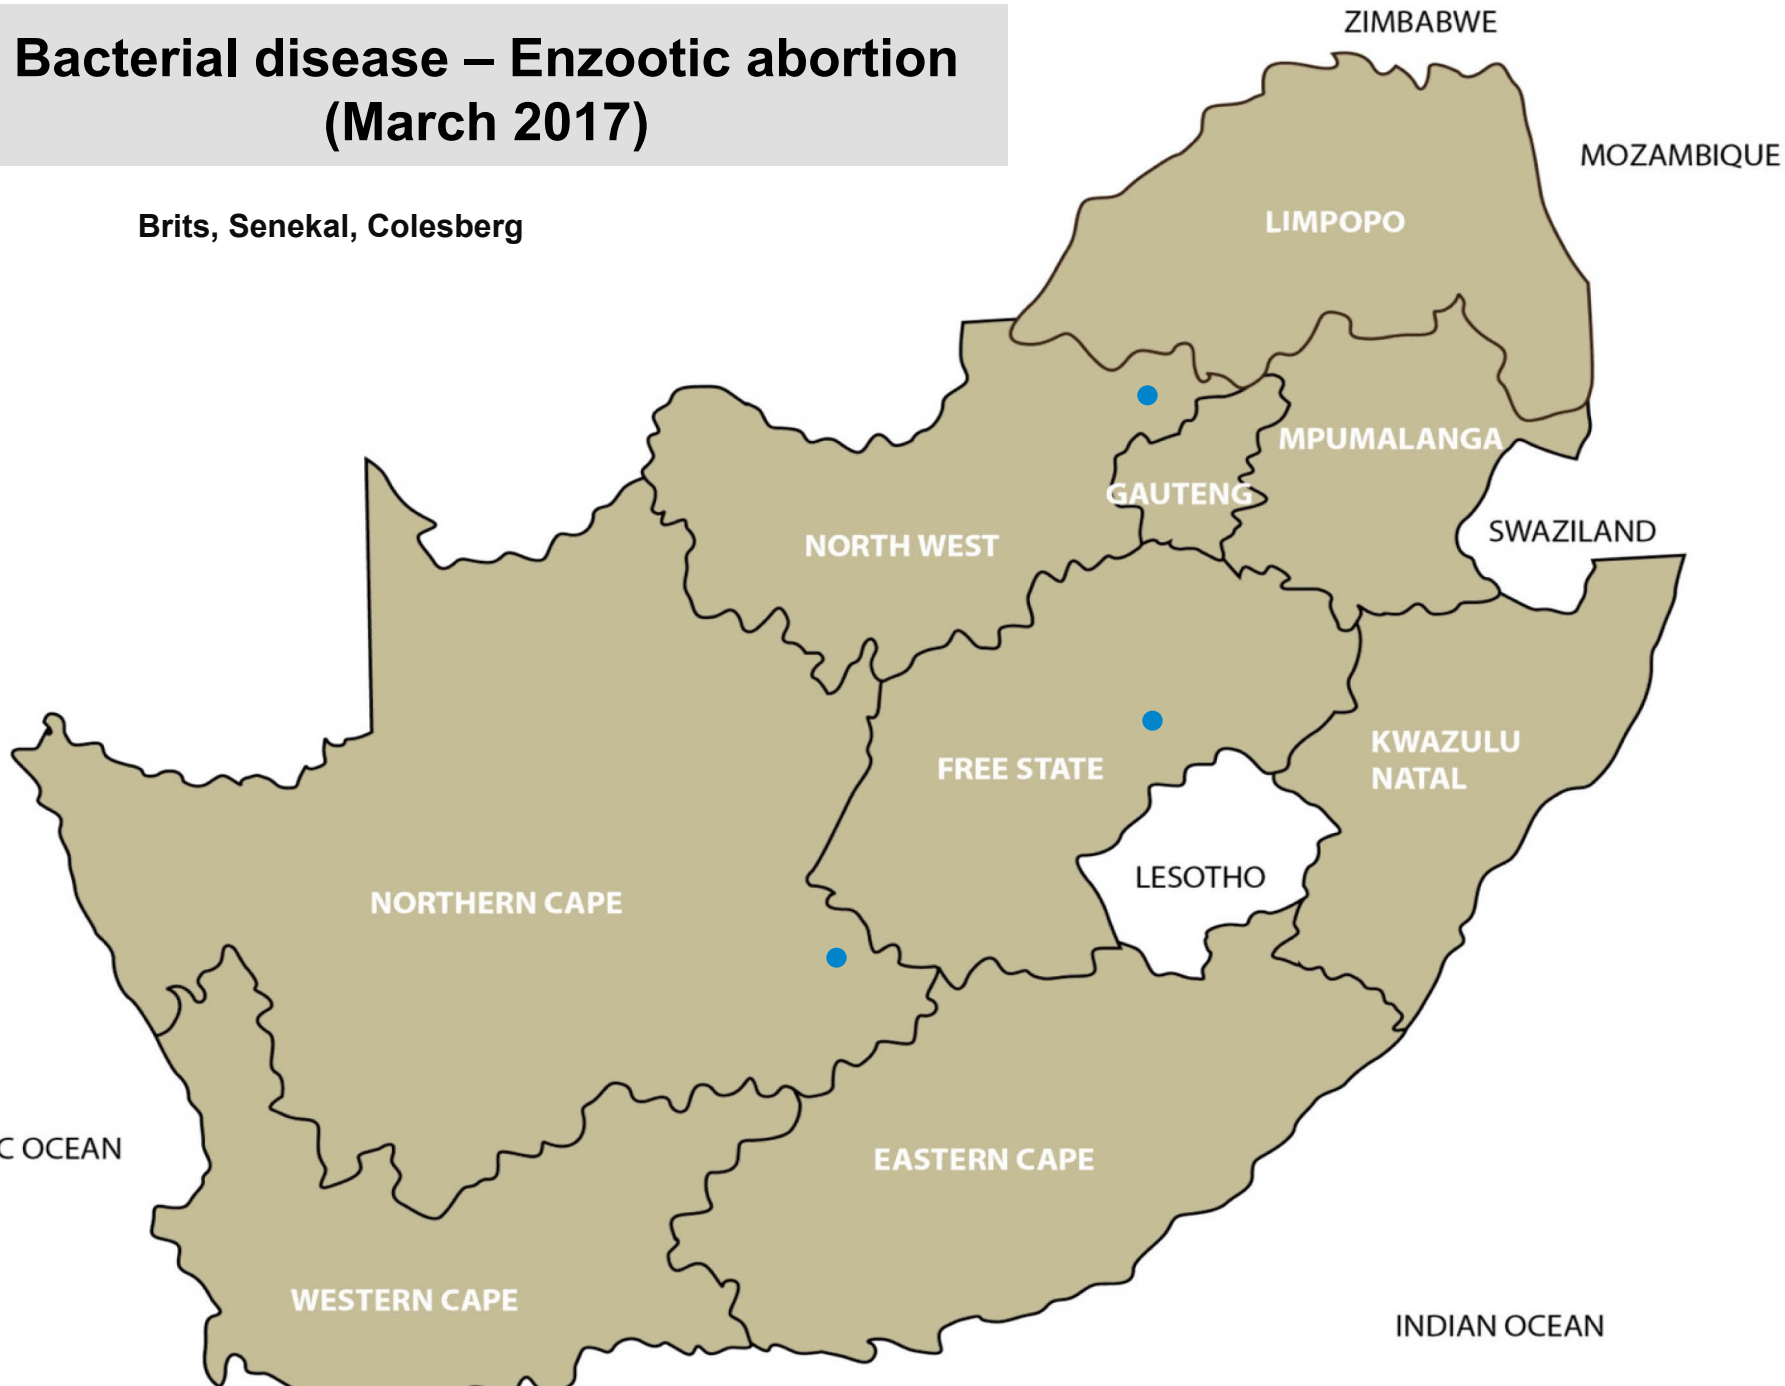 Bacterial disease – Enzootic abortion
(March 2017)
Brits, Senekal, Colesberg
ZIMBABWE
MOZAMBIQUE
LIMPOPO
MPUMALANGA
GAUTENG
SWAZILAND
NORTH WEST
KWAZULU
NATAL
FREE STATE
LESOTHO
NORTHERN CAPE
C OCEAN
EASTERN CAPE
WESTERN CAPE
INDIAN OCEAN